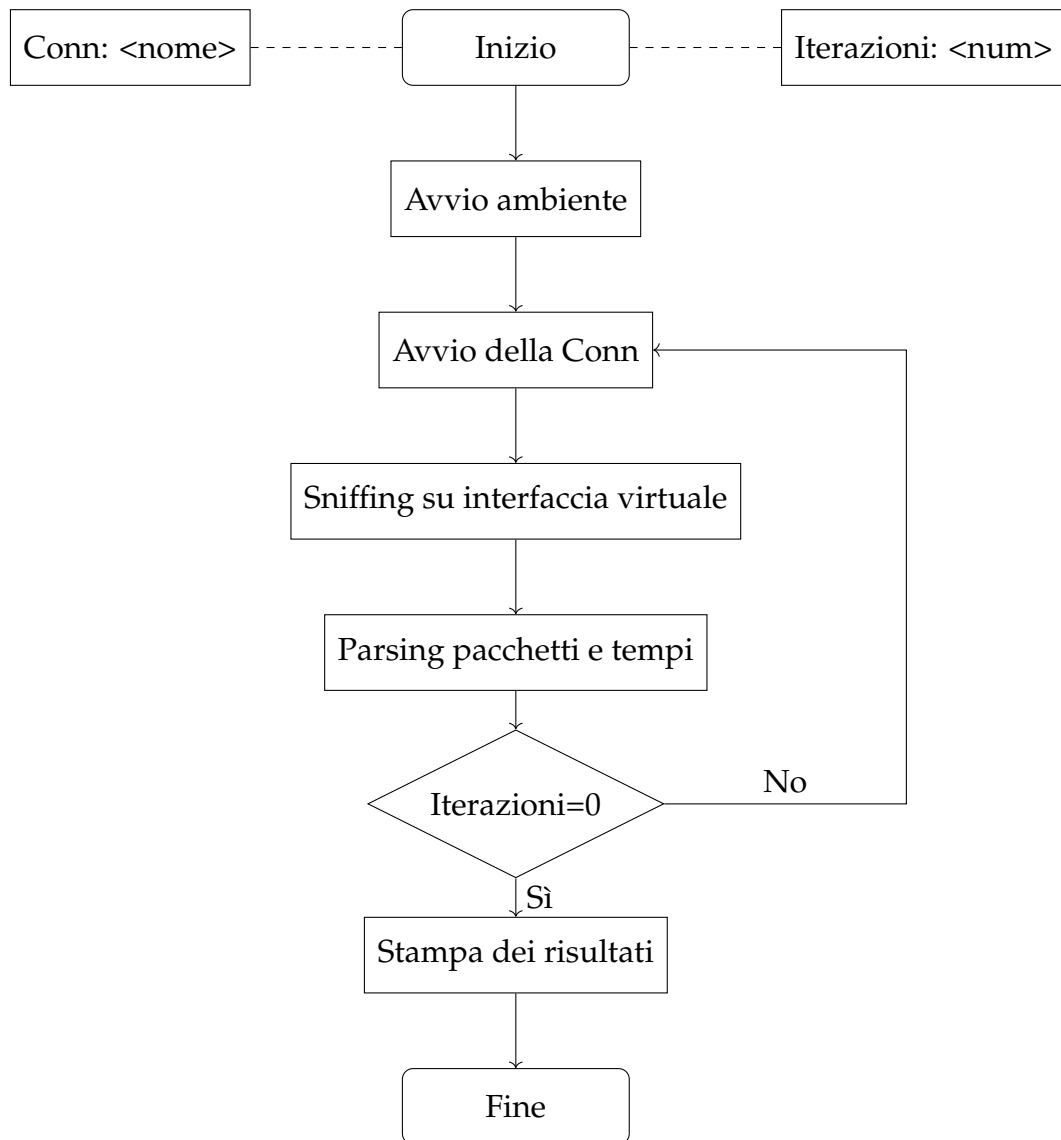 Conn: <nome>
Inizio
Iterazioni: <num>
Avvio ambiente
Avvio della Conn
Sniffing su interfaccia virtuale
Parsing pacchetti e tempi
Iterazioni=0
No
Sì
Stampa dei risultati
Fine